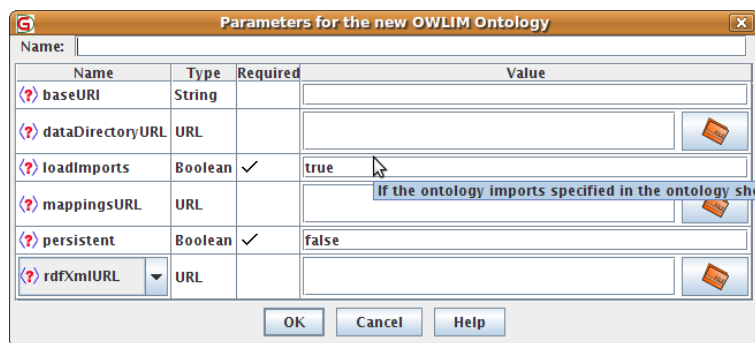 Parameters for the new OWLIM Ontology
Name:
Name Type Required Value
<?> baseURI String
<?> dataDirectoryURL URL
<?> loadImports Boolean ✓ true
If the ontology imports specified in the ontology sho
<?> mappingsURL URL
<?> persistent Boolean ✓ false
<?> rdfXmlURL URL
OK Cancel Help